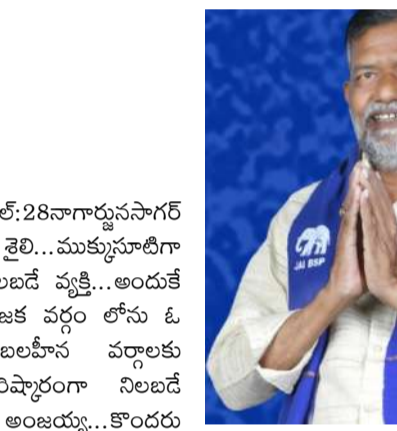 ల్:28నాగార్జునసాగర్
శైలి...ముక్కుసూటిగా
లబడే వ్యక్తి...అందుకే
జక వర్గం లోను ఓ
బలహీన వర్గాలకు
రిష్కారంగా నిలబడే
అంజయ్య...కొందరు
JAI BSP